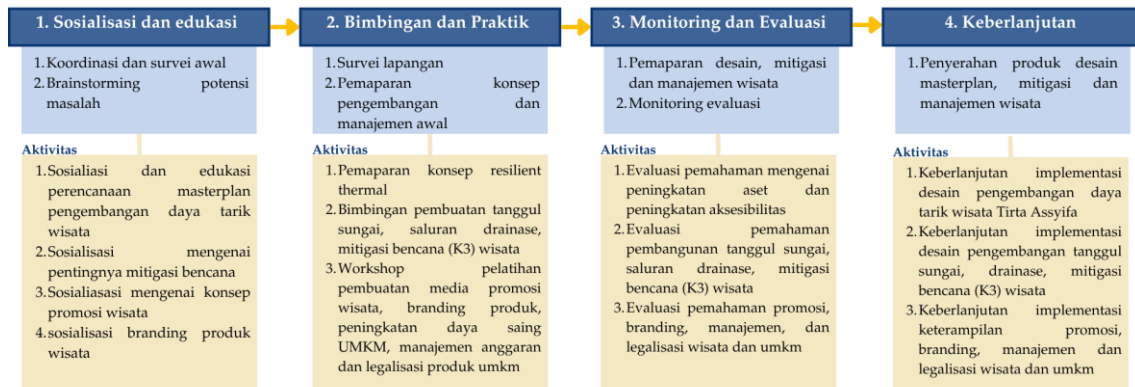 1. Sosialisasi dan edukasi
1. Koordinasi dan survei awal
2. Brainstorming potensi
masalah
Aktivitas
1. Sosialiasi dan edukasi
perencanaan masterplan
pengembangan daya tarik
wisata
2. Sosialisasi mengenai
pentingnya mitigasi bencana
3. Sosialiasasi mengenai konsep
promosi wisata
4. sosialisasi branding produk
wisata
2. Bimbingan dan Praktik
1. Survei lapangan
2. Pemaparan konsep
pengembangan dan
manajemen awal
Aktivitas
1. Pemaparan konsep resilient
thermal
2. Bimbingan pembuatan tanggul
sungai, saluran drainase,
mitigasi bencana (K3) wisata
3. Workshop pelatihan
pembuatan media promosi
wisata, branding produk,
peningkatan daya saing
UMKM, manajemen anggaran
dan legalisasi produk umkm
3. Monitoring dan Evaluasi
1. Pemaparan desain, mitigasi
dan manajemen wisata
2. Monitoring evaluasi
Aktivitas
1. Evaluasi pemahaman mengenai
peningkatan aset dan
peningkatan aksesibilitas
2. Evaluasi pemahaman
pembangunan tanggul sungai,
saluran drainase, mitigasi
bencana (K3) wisata
3. Evaluasi pemahaman promosi,
branding, manajemen, dan
legalisasi wisata dan umkm
4. Keberlanjutan
1. Penyerahan produk desain
masterplan, mitigasi dan
manajemen wisata
Aktivitas
1. Keberlanjutan implementasi
desain pengembangan daya
tarik wisata Tirta Assyifa
2. Keberlanjutan implementasi
desain pengembangan tanggul
sungai, drainase, mitigasi
bencana (K3) wisata
3. Keberlanjutan implementasi
keterampilan promosi,
branding, manajemen dan
legalisasi wisata dan umkm